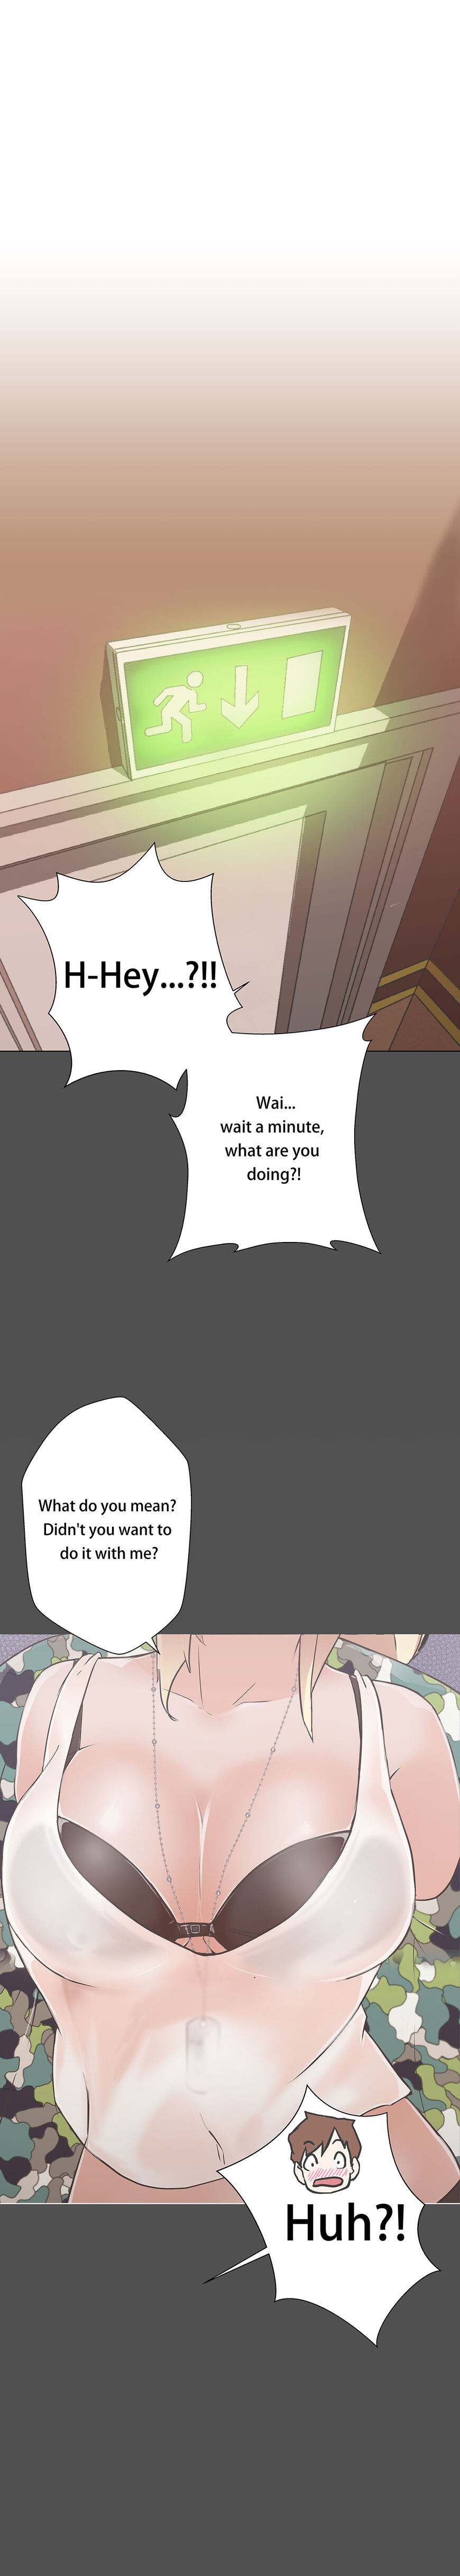 H-Hey...?!!
Wai...
wait a minute,
what are you
doing?!
What do you mean?
Didn't you want to
do it with me?
Huh?!